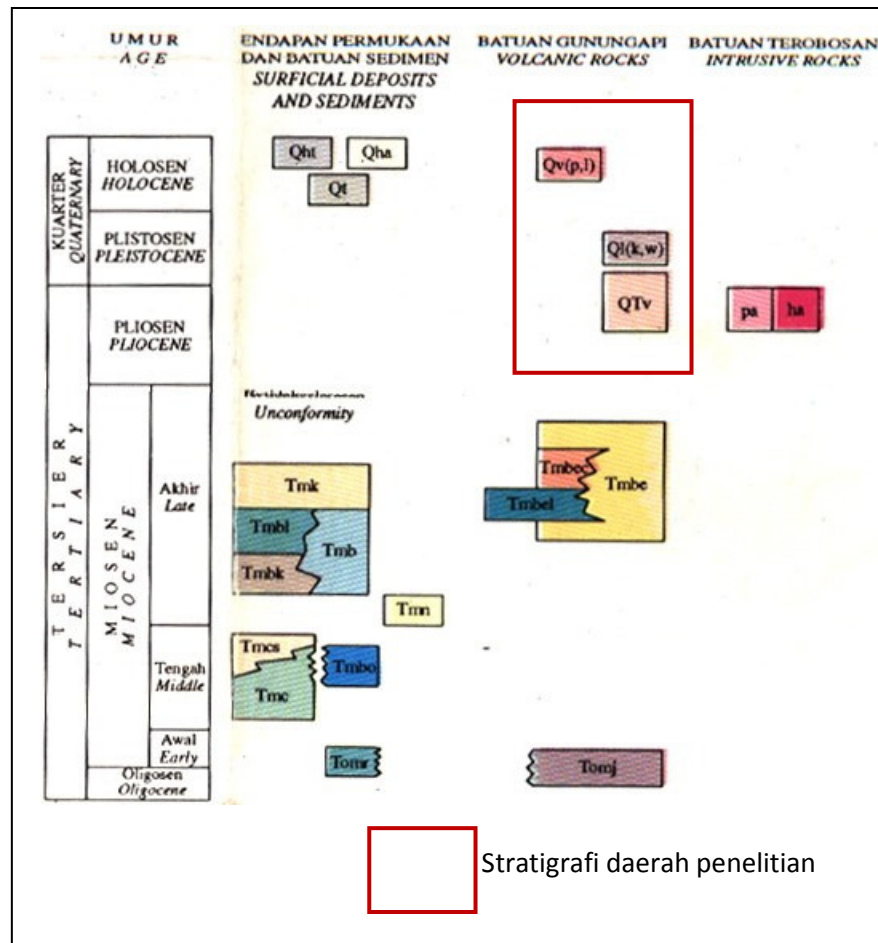 UMUR
AGE
ENDAPAN PERMUKAAN
DAN BATUAN SEDIMEN
SURFICIAL DEPOSITS
AND SEDIMENTS
BATUAN GUNUNGAPI
VOLCANIC ROCKS
BATUAN TEROBOSAN
INTRUSIVE ROCKS
KUARTER
QUATERNARY
HOLOSEN
HOLOCENE
Qht
Qha
Qt
Qv(p,l)
PLISTOSEN
PLEISTOCENE
Ql(k,w)
QTv
PLIOSEN
PLIOCENE
pa
ha
TERSIER
TERTIARY
MIOSEN
MIOCENE
Unconformity
Akhir
Late
Tmk
Tmbl
Tmb
Tmbk
Tmn
Tmbec
Tmbe
Tmbel
Tengah
Middle
Tmcs
Tmbo
Tmc
Awal
Early
Tomr
Tomj
Oligosen
Oligocene
Stratigrafi daerah penelitian